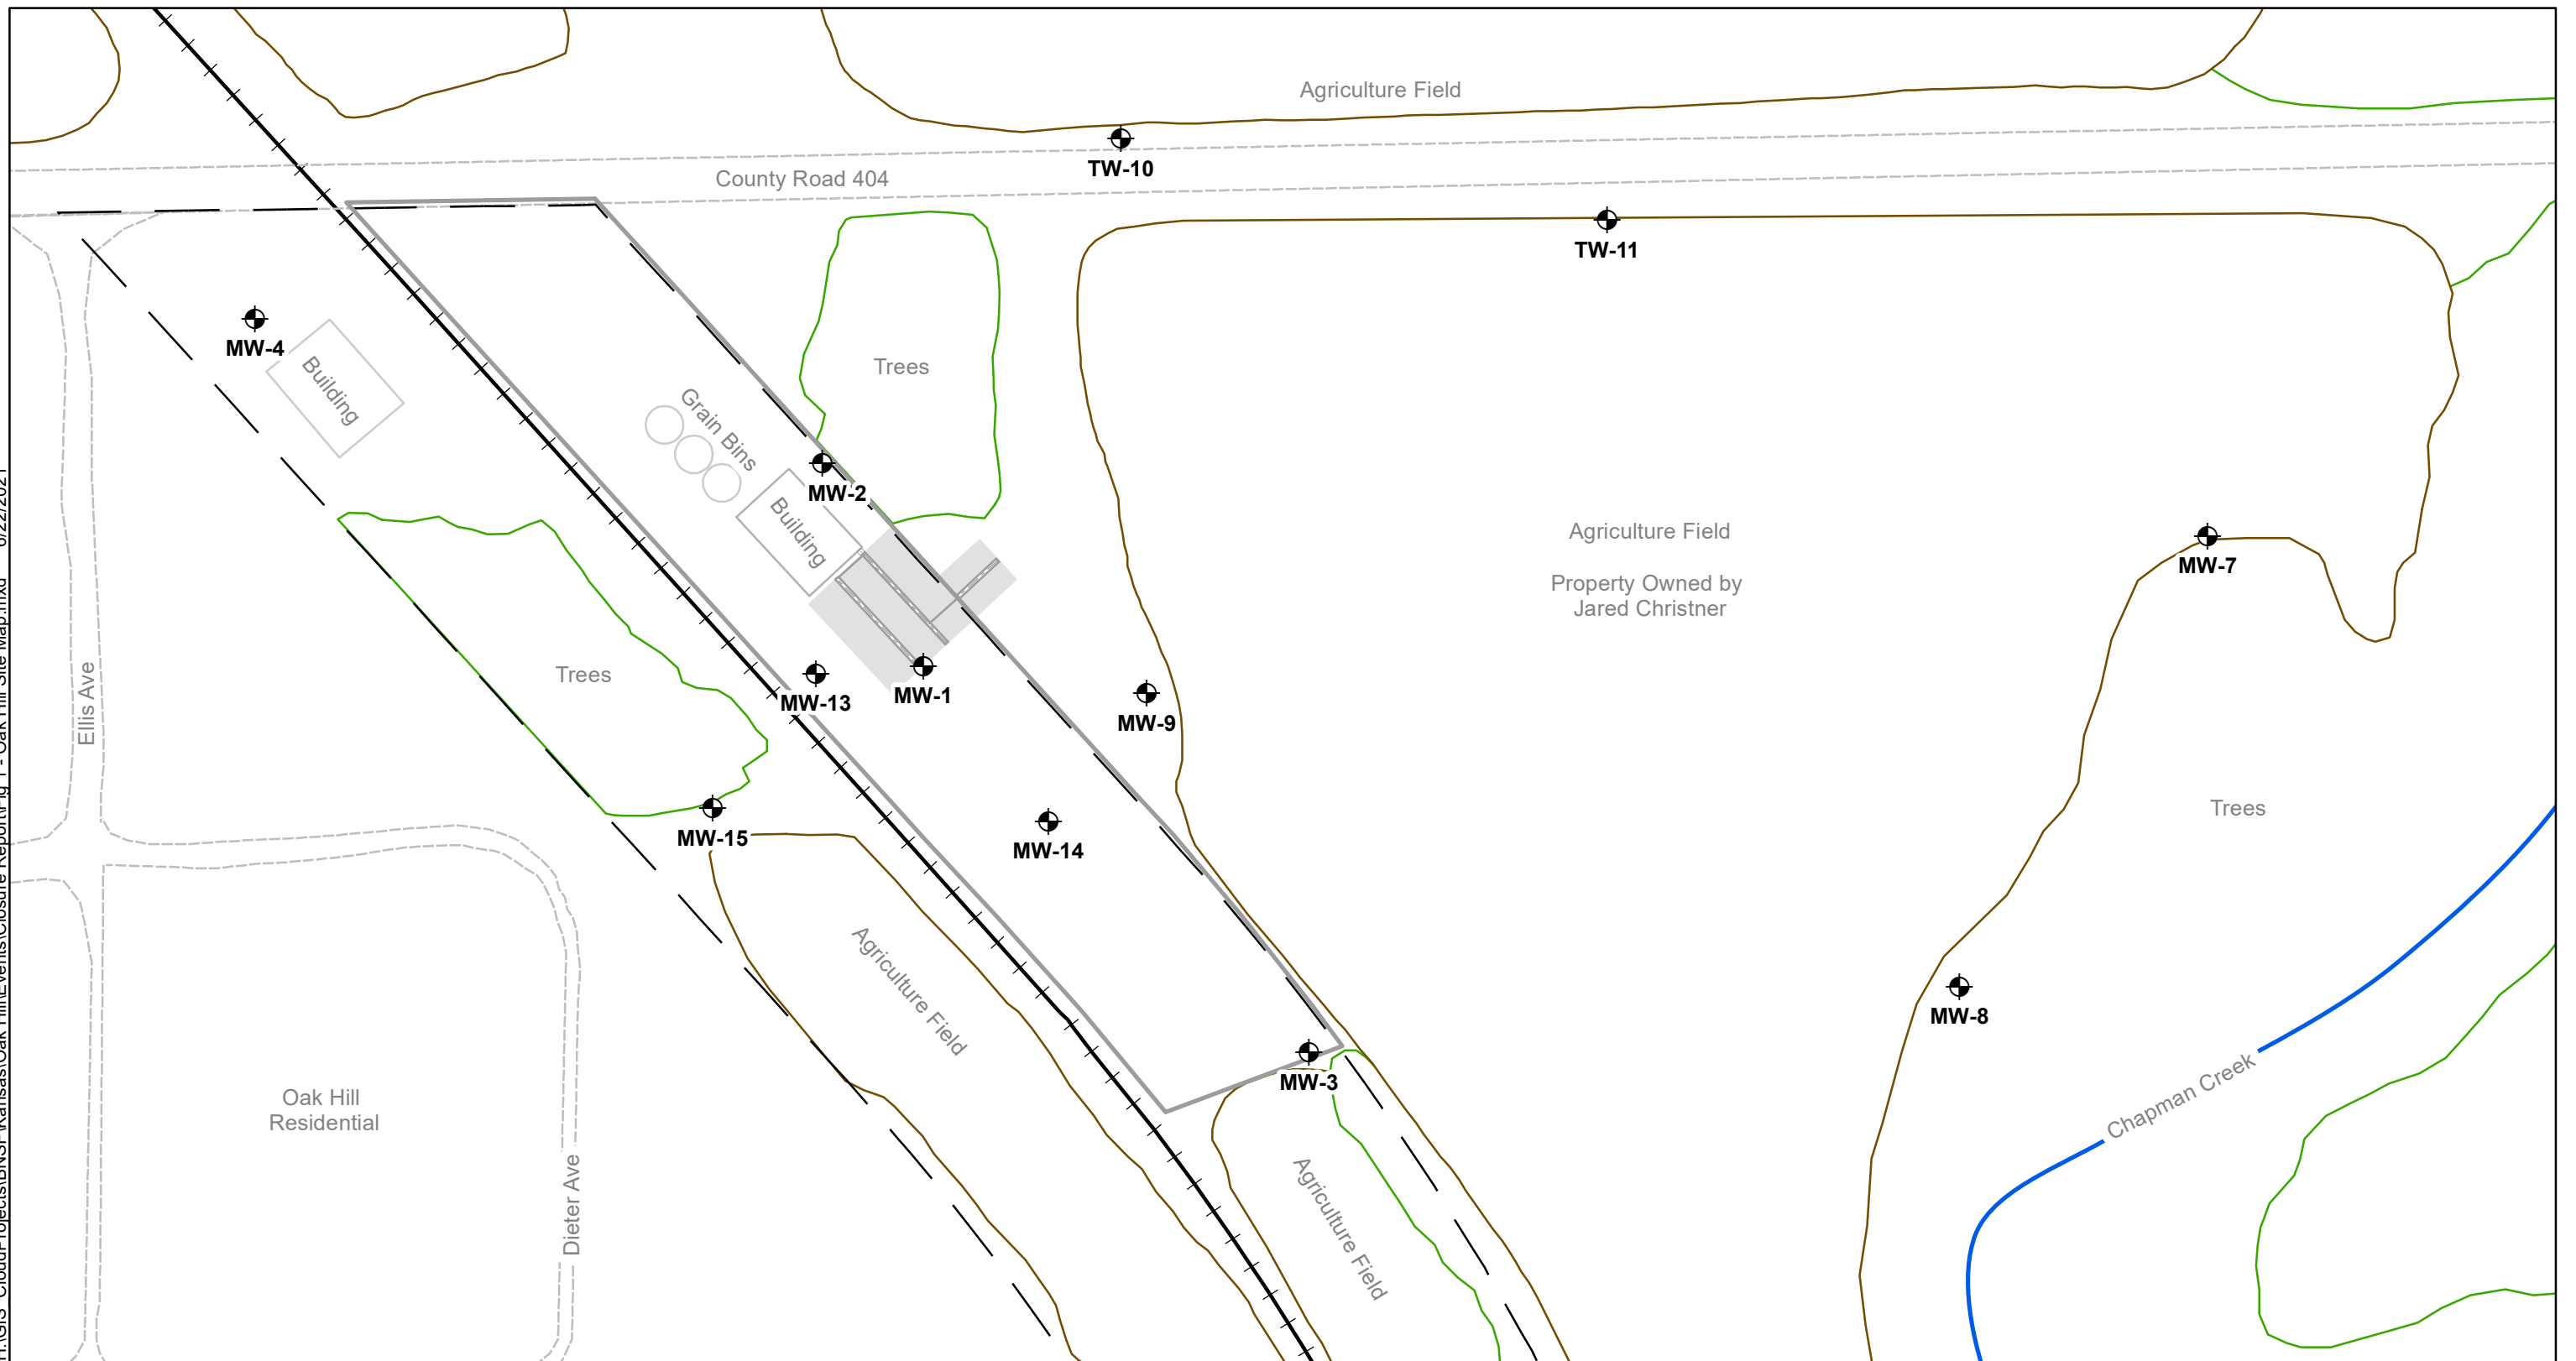 Agriculture Field
TW-10
County Road 404
TW-11
MW-4
Building
Trees
Grain Bins
MW-2
Building
Agriculture Field
Property Owned by
Jared Christner
MW-7
Ellis Ave
Trees
MW-13
MW-1
MW-9
MW-15
MW-14
Trees
Agriculture Field
MW-8
MW-3
Chapman Creek
Oak Hill
Residential
Dieter Ave
Agriculture Field